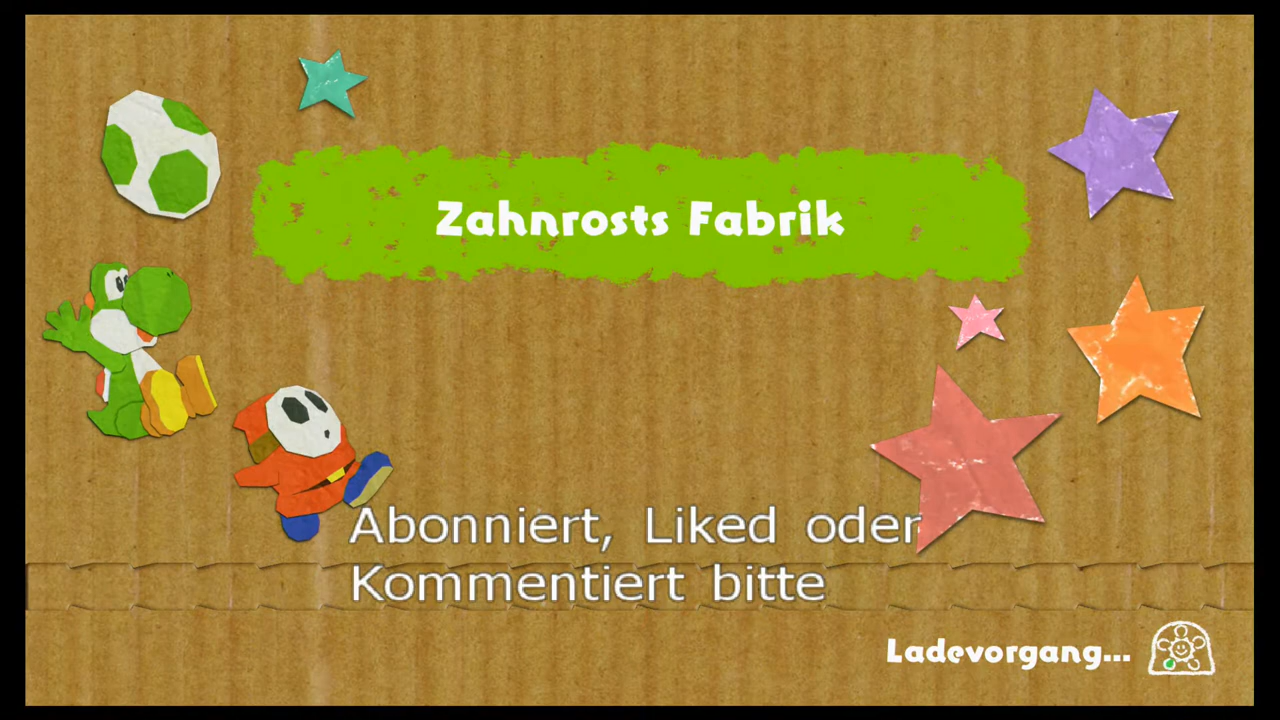 Zahnrosts Fabrik
Abonniert, Liked oder
Kommentiert bitte
Ladevorgang...